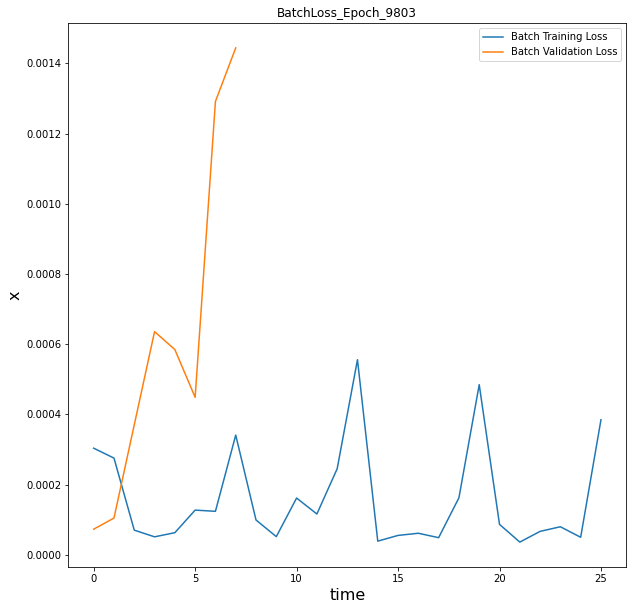 BatchLoss_Epoch_9803
Batch Training Loss
Batch Validation Loss
0.0014
0.0012
0.0010
0.0008
0.0006
0.0004
0.0002
0.0000
x
0 5 10 15 20 25
time